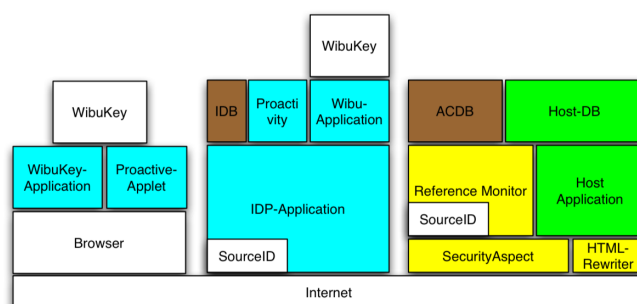 WibuKey
WibuKey
IDB
Proacti
vity
Wibu-
Application
ACDB
Host-DB
WibuKey-
Application
Proactive-
Applet
IDP-Application
Reference Monitor
Host
Application
SourceID
Browser
SourceID
SecurityAspect
HTML-
Rewriter
Internet